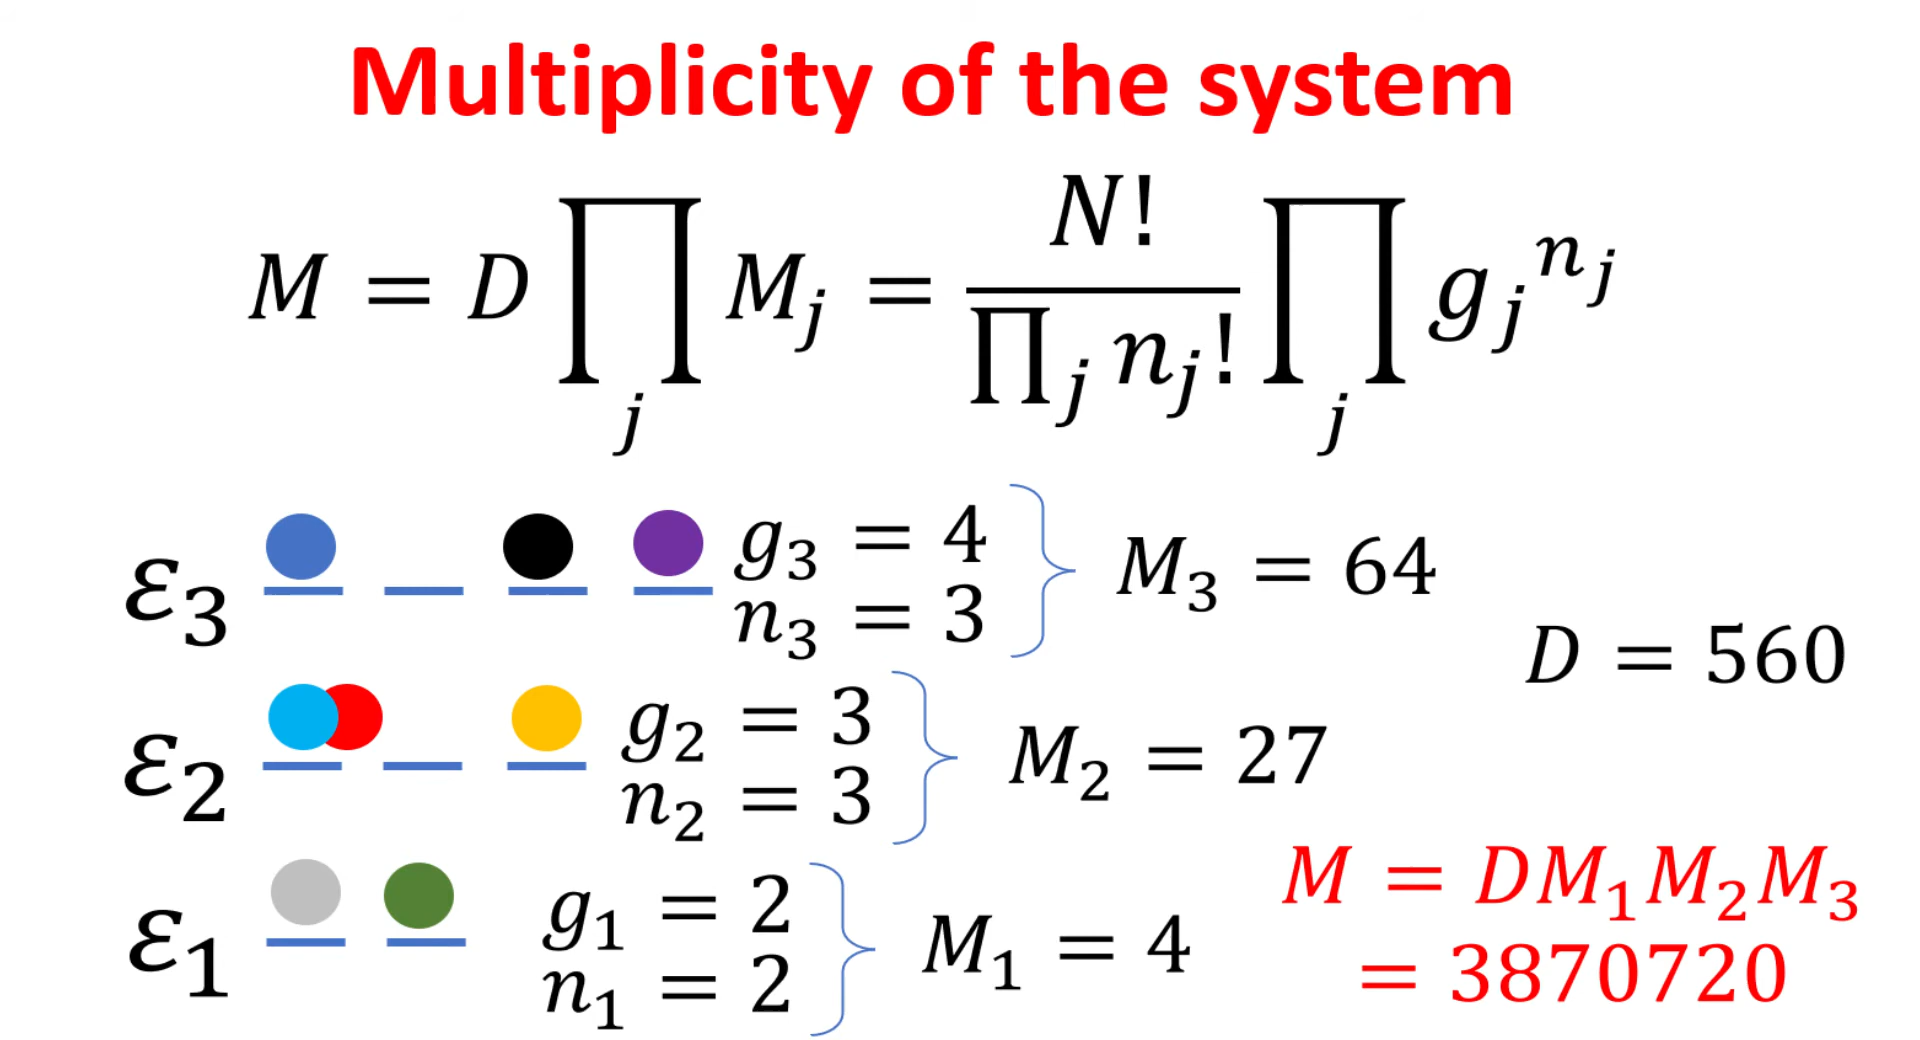 Multiplicity of the system
M = D ∏_j M_j = N! / ∏_j n_j! ∏_j g_j^{n_j}
ε₃ g₃ = 4
n₃ = 3
M₃ = 64
D = 560
ε₂ g₂ = 3
n₂ = 3
M₂ = 27
ε₁ g₁ = 2
n₁ = 2
M₁ = 4
M = DM₁M₂M₃
= 3870720